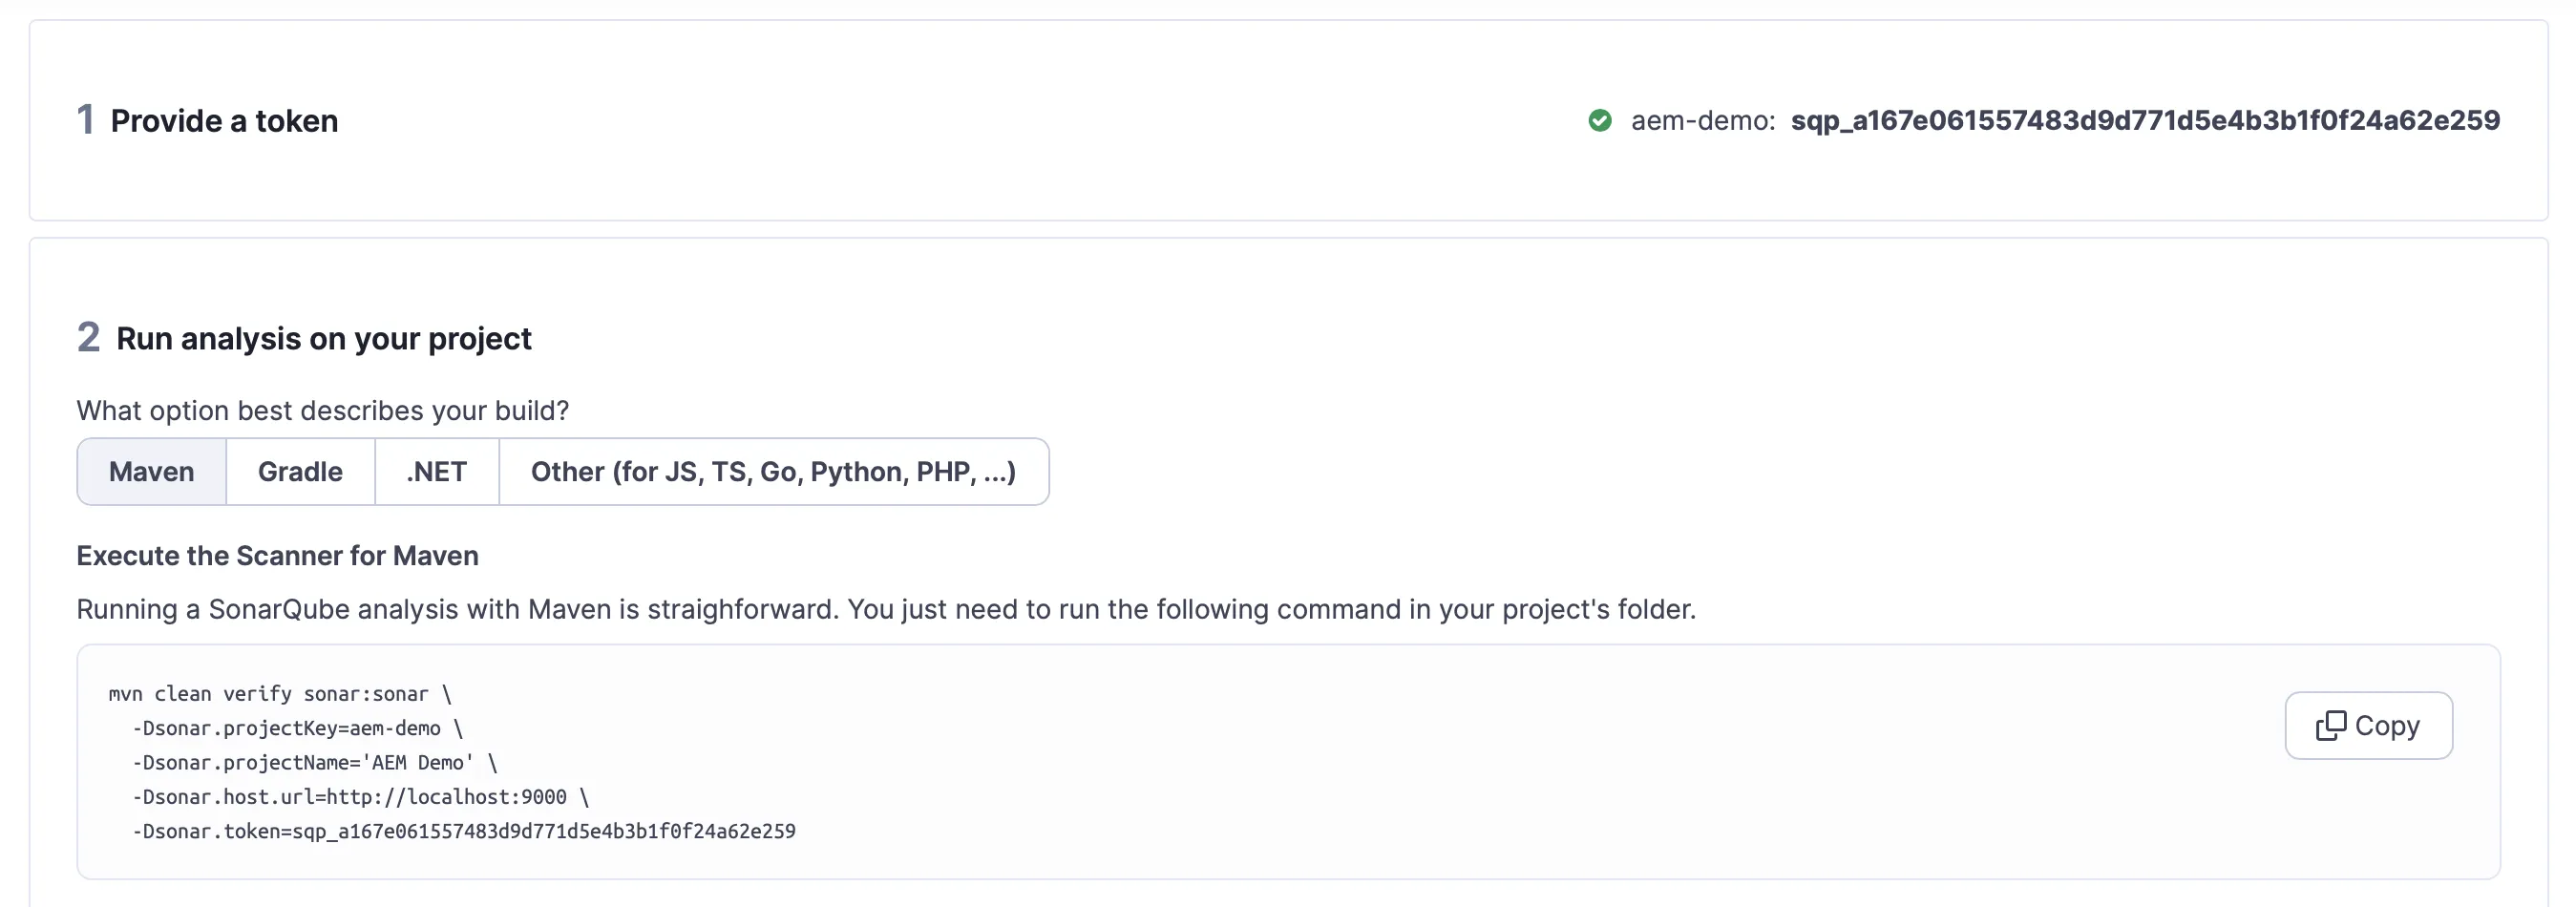 1 Provide a token
aem-demo: sqp_a167e061557483d9d771d5e4b3b1f0f24a62e259
2 Run analysis on your project
What option best describes your build?
Maven Gradle .NET Other (for JS, TS, Go, Python, PHP, ...)
Execute the Scanner for Maven
Running a SonarQube analysis with Maven is straighforward. You just need to run the following command in your project's folder.
mvn clean verify sonar:sonar \
-Dsonar.projectKey=aem-demo \
-Dsonar.projectName='AEM Demo' \
-Dsonar.host.url=http://localhost:9000 \
-Dsonar.token=sqp_a167e061557483d9d771d5e4b3b1f0f24a62e259
Copy